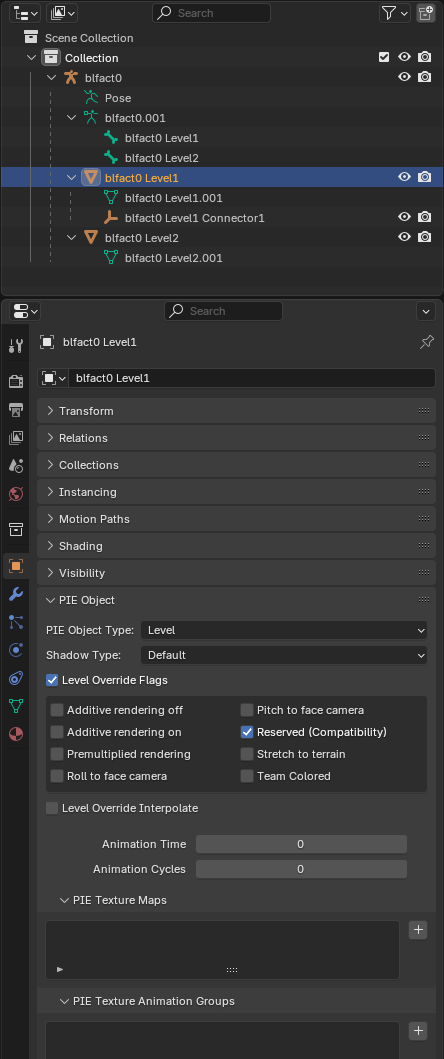 Search
Scene Collection
Collection
blfact0
Pose
blfact0.001
blfact0 Level1
blfact0 Level2
blfact0 Level1
blfact0 Level1.001
blfact0 Level1 Connector1
blfact0 Level2
blfact0 Level2.001
Search
blfact0 Level1
blfact0 Level1
Transform
Relations
Collections
Instancing
Motion Paths
Shading
Visibility
PIE Object
PIE Object Type: Level
Shadow Type: Default
Level Override Flags
Additive rendering off Pitch to face camera
Additive rendering on Reserved (Compatibility)
Premultiplied rendering Stretch to terrain
Roll to face camera Team Colored
Level Override Interpolate
Animation Time 0
Animation Cycles 0
PIE Texture Maps
PIE Texture Animation Groups